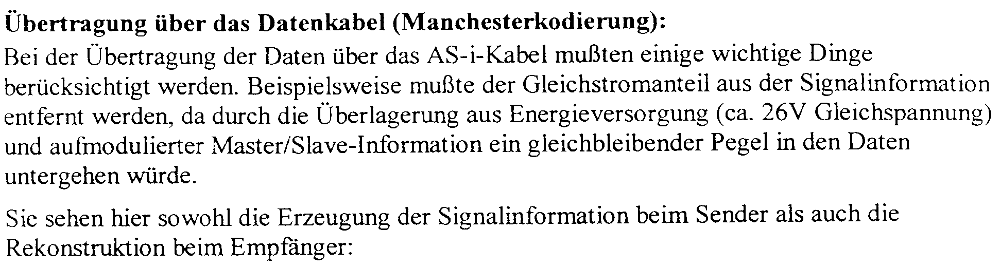 Übertragung über das Datenkabel (Manchesterkodierung):
Bei der Übertragung der Daten über das AS-i-Kabel mußten einige wichtige Dinge
berücksichtigt werden. Beispielsweise mußte der Gleichstromanteil aus der Signalinformation
entfernt werden, da durch die Überlagerung aus Energieversorgung (ca. 26V Gleichspannung)
und aufmodulierter Master/Slave-Information ein gleichbleibender Pegel in den Daten
untergehen würde.
Sie sehen hier sowohl die Erzeugung der Signalinformation beim Sender als auch die
Rekonstruktion beim Empfänger: